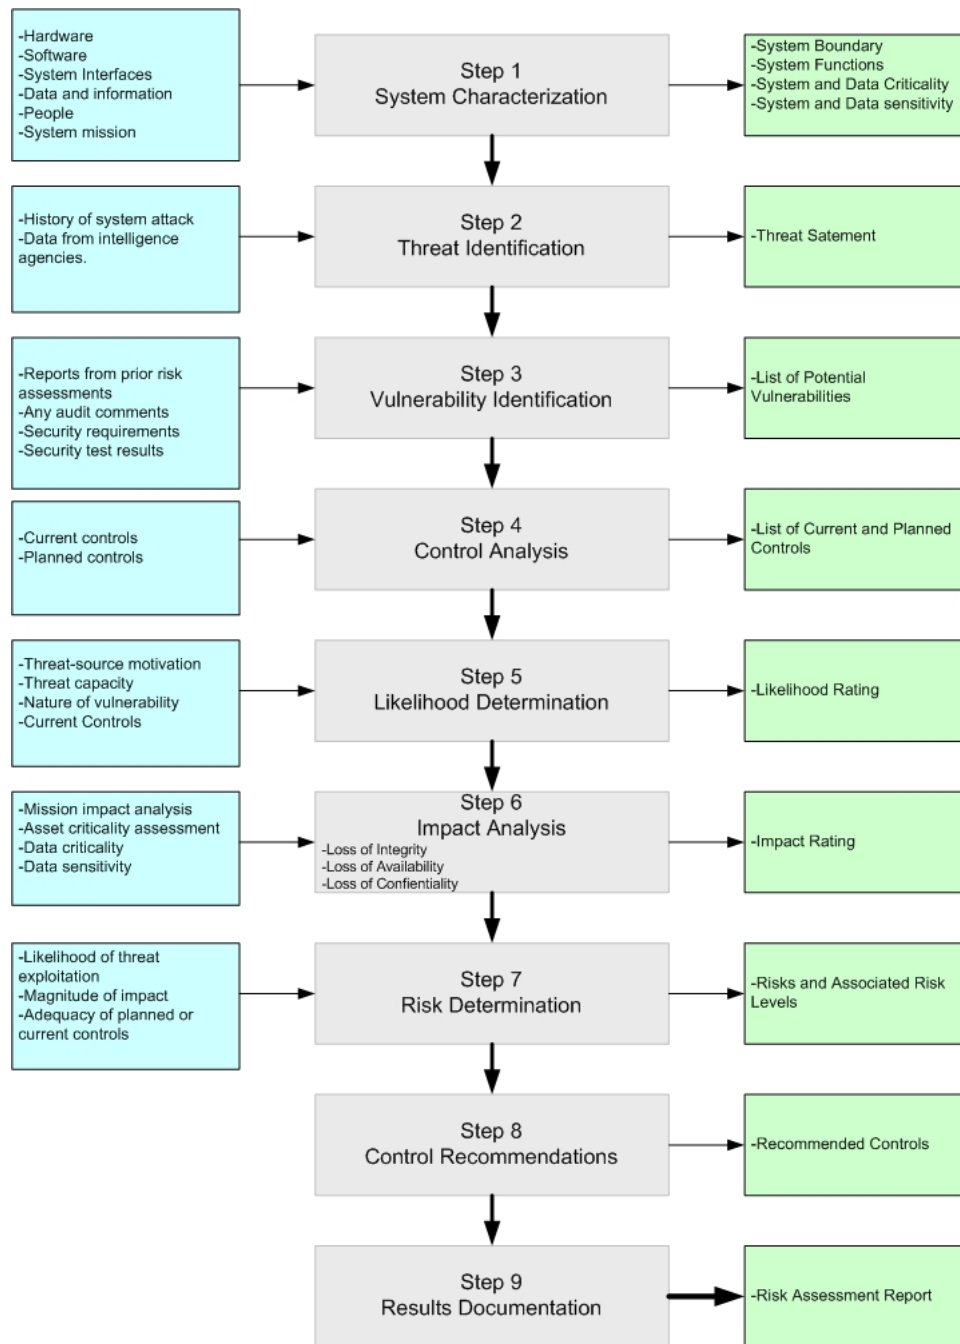 -Hardware
-Software
-System Interfaces
-Data and information
-People
-System mission
Step 1
System Characterization
-System Boundary
-System Functions
-System and Data Criticality
-System and Data sensitivity
-History of system attack
-Data from intelligence
agencies.
Step 2
Threat Identification
-Threat Satement
-Reports from prior risk
assessments
-Any audit comments
-Security requirements
-Security test results
Step 3
Vulnerability Identification
-List of Potential
Vulnerabilities
-Current controls
-Planned controls
Step 4
Control Analysis
-List of Current and Planned
Controls
-Threat-source motivation
-Threat capacity
-Nature of vulnerability
-Current Controls
Step 5
Likelihood Determination
-Likelihood Rating
-Mission impact analysis
-Asset criticality assessment
-Data criticality
-Data sensitivity
Step 6
Impact Analysis
-Loss of Integrity
-Loss of Availability
-Loss of Confientiality
-Impact Rating
-Likelihood of threat
exploitation
-Magnitude of impact
-Adequacy of planned or
current controls
Step 7
Risk Determination
-Risks and Associated Risk
Levels
Step 8
Control Recommendations
-Recommended Controls
Step 9
Results Documentation
-Risk Assessment Report